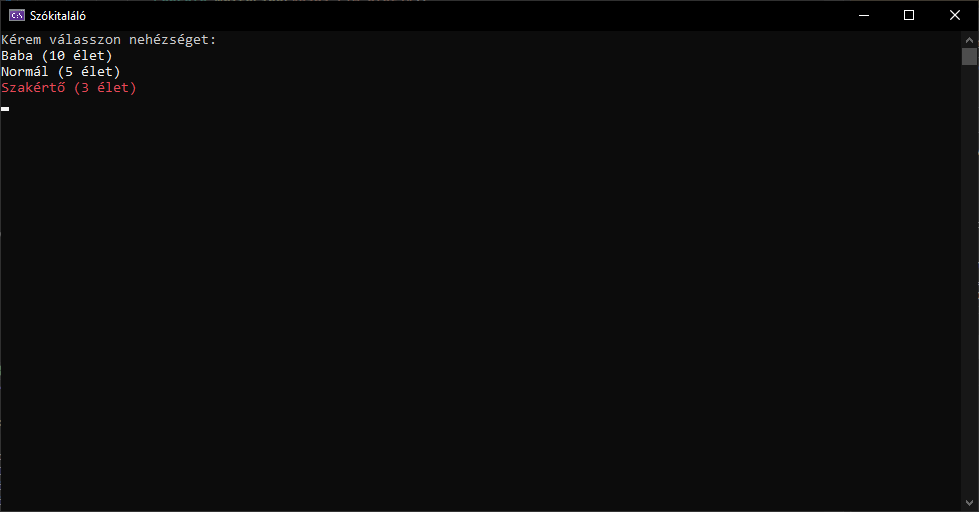 Szókitaláló
Kérem válasszon nehézséget:
Baba (10 élet)
Normál (5 élet)
Szakértő (3 élet)